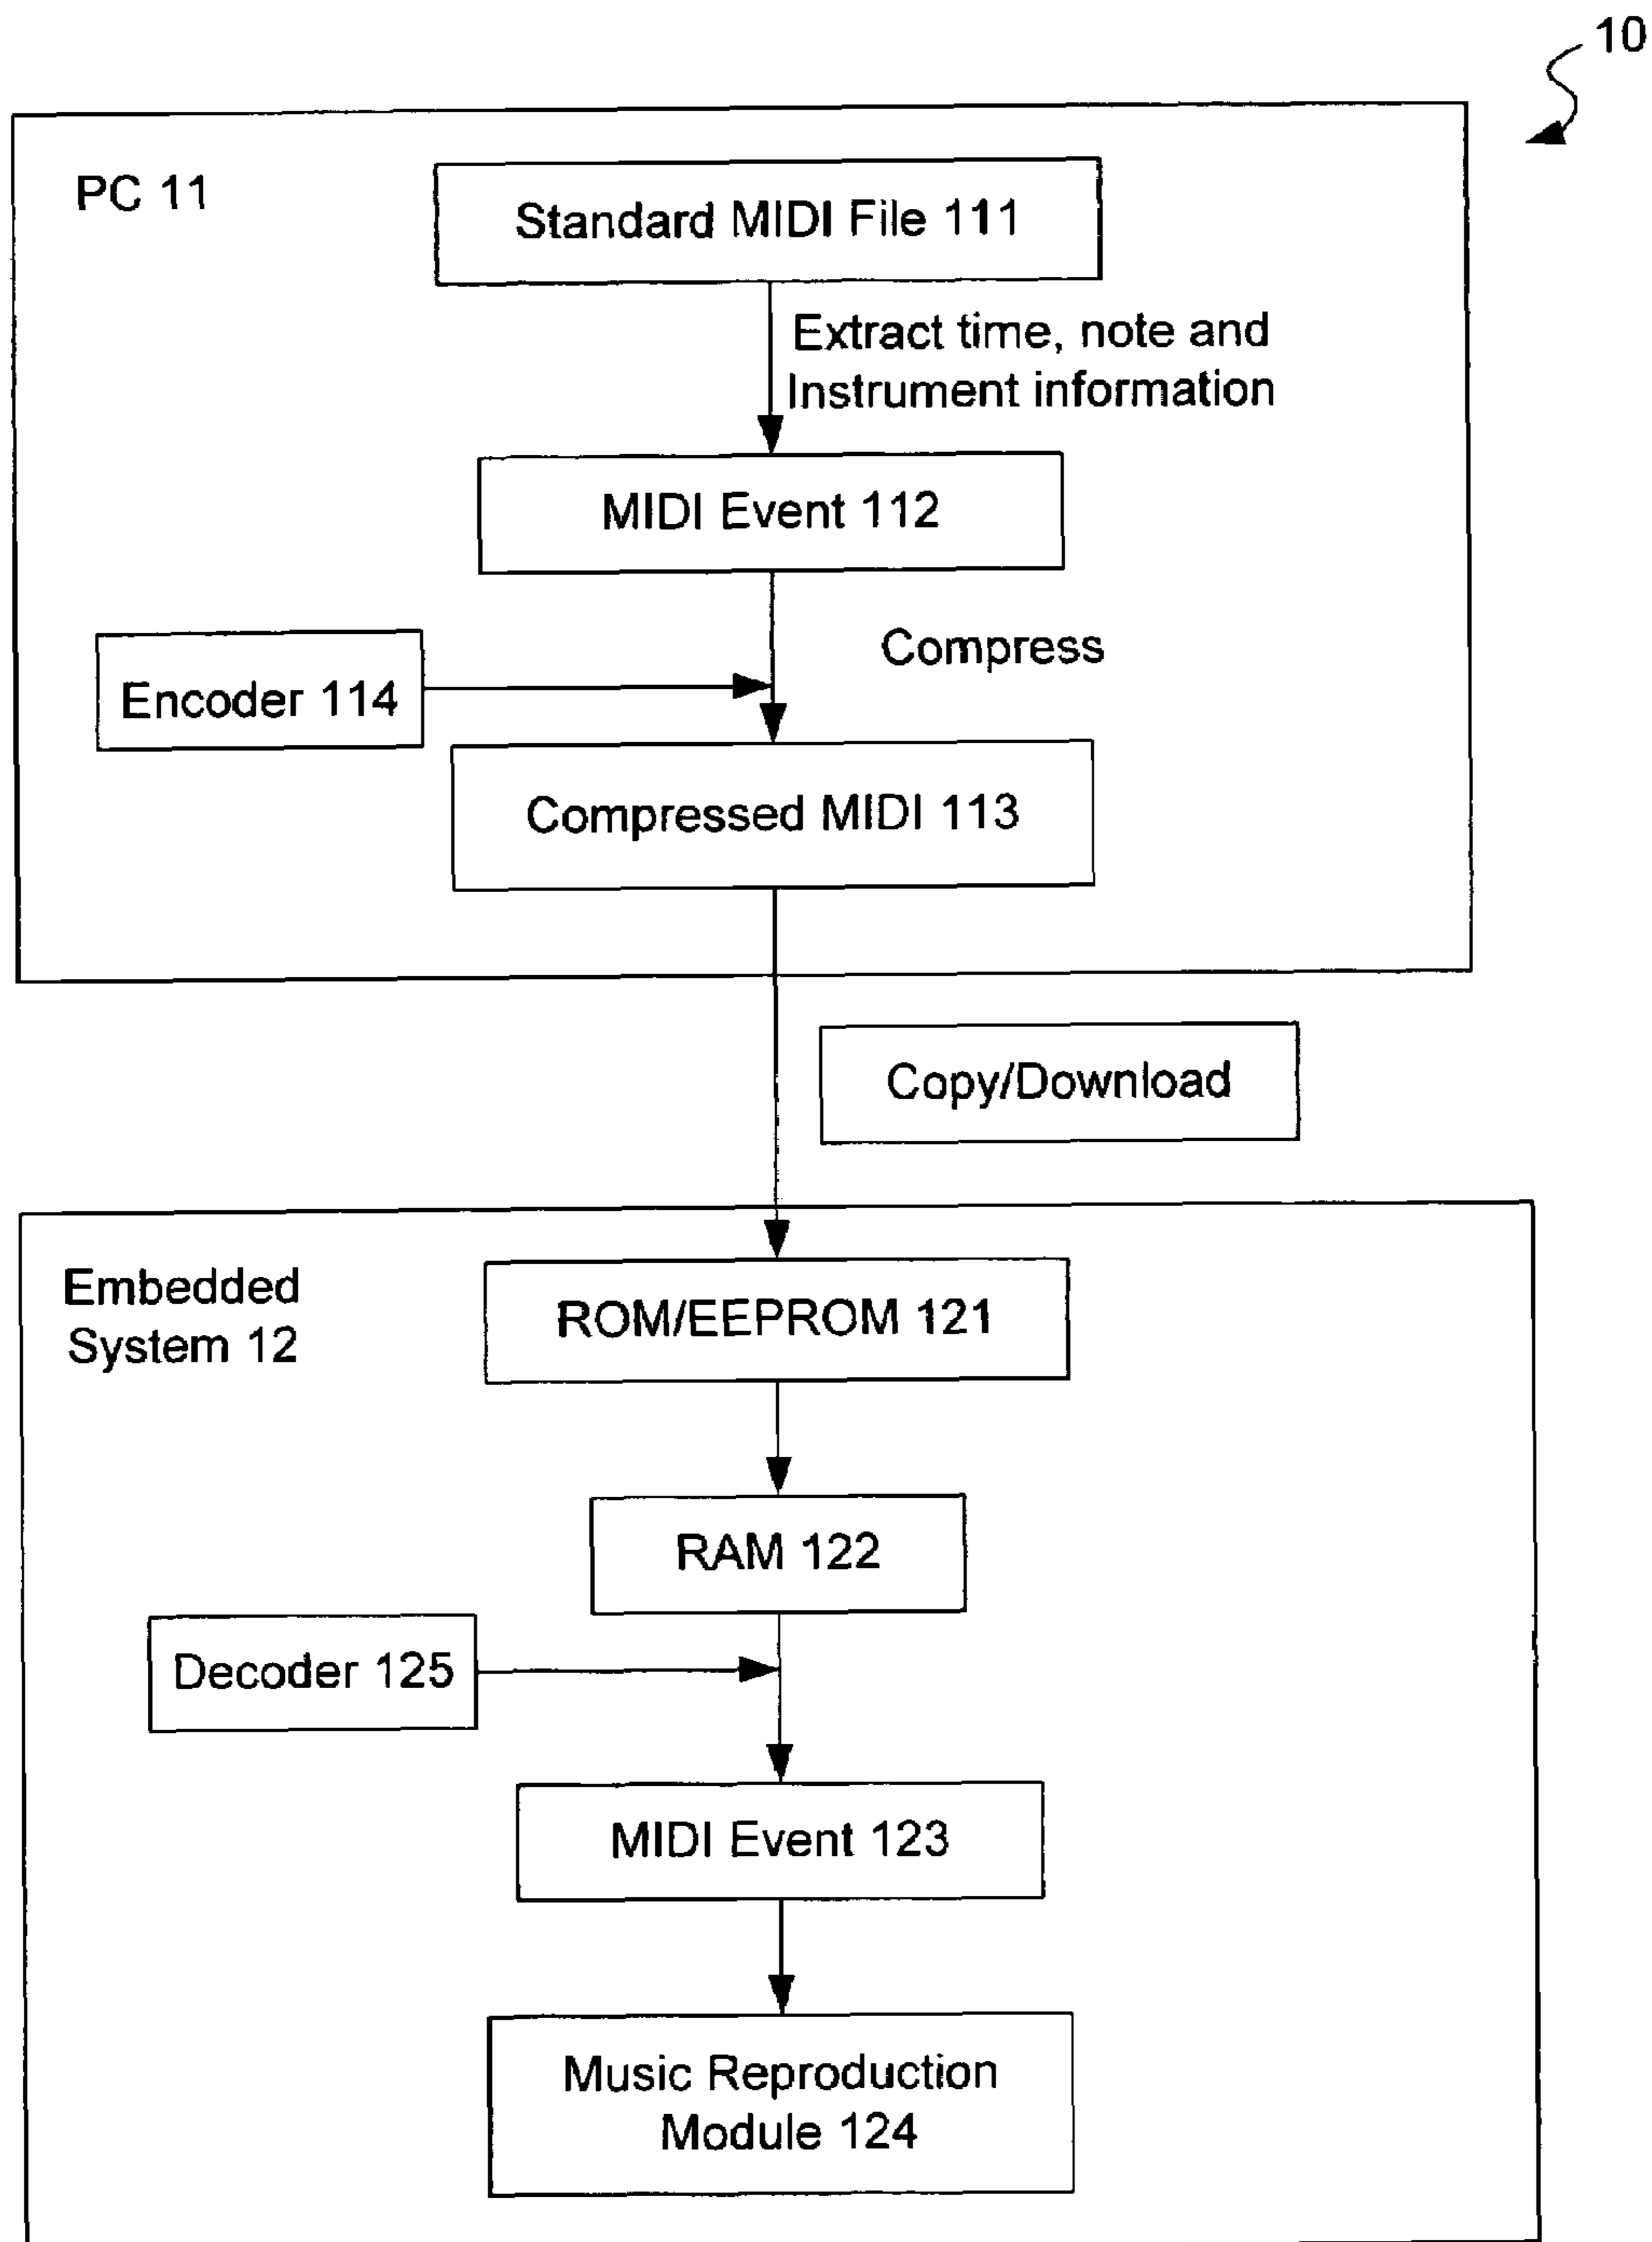 10
PC 11
Standard MIDI File 111
Extract time, note and
Instrument information
MIDI Event 112
Compress
Encoder 114
Compressed MIDI 113
Copy/Download
Embedded
System 12
ROM/EEPROM 121
RAM 122
Decoder 125
MIDI Event 123
Music Reproduction
Module 124